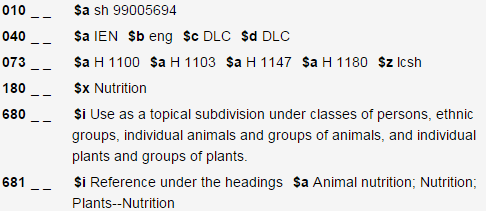 010 _ _ $a sh 99005694
040 _ _ $a IEN $b eng $c DLC $d DLC
073 _ _ $a H 1100 $a H 1103 $a H 1147 $a H 1180 $z lcsh
180 _ _ $x Nutrition
680 _ _ $i Use as a topical subdivision under classes of persons, ethnic
groups, individual animals and groups of animals, and individual
plants and groups of plants.
681 _ _ $i Reference under the headings $a Animal nutrition; Nutrition;
Plants--Nutrition